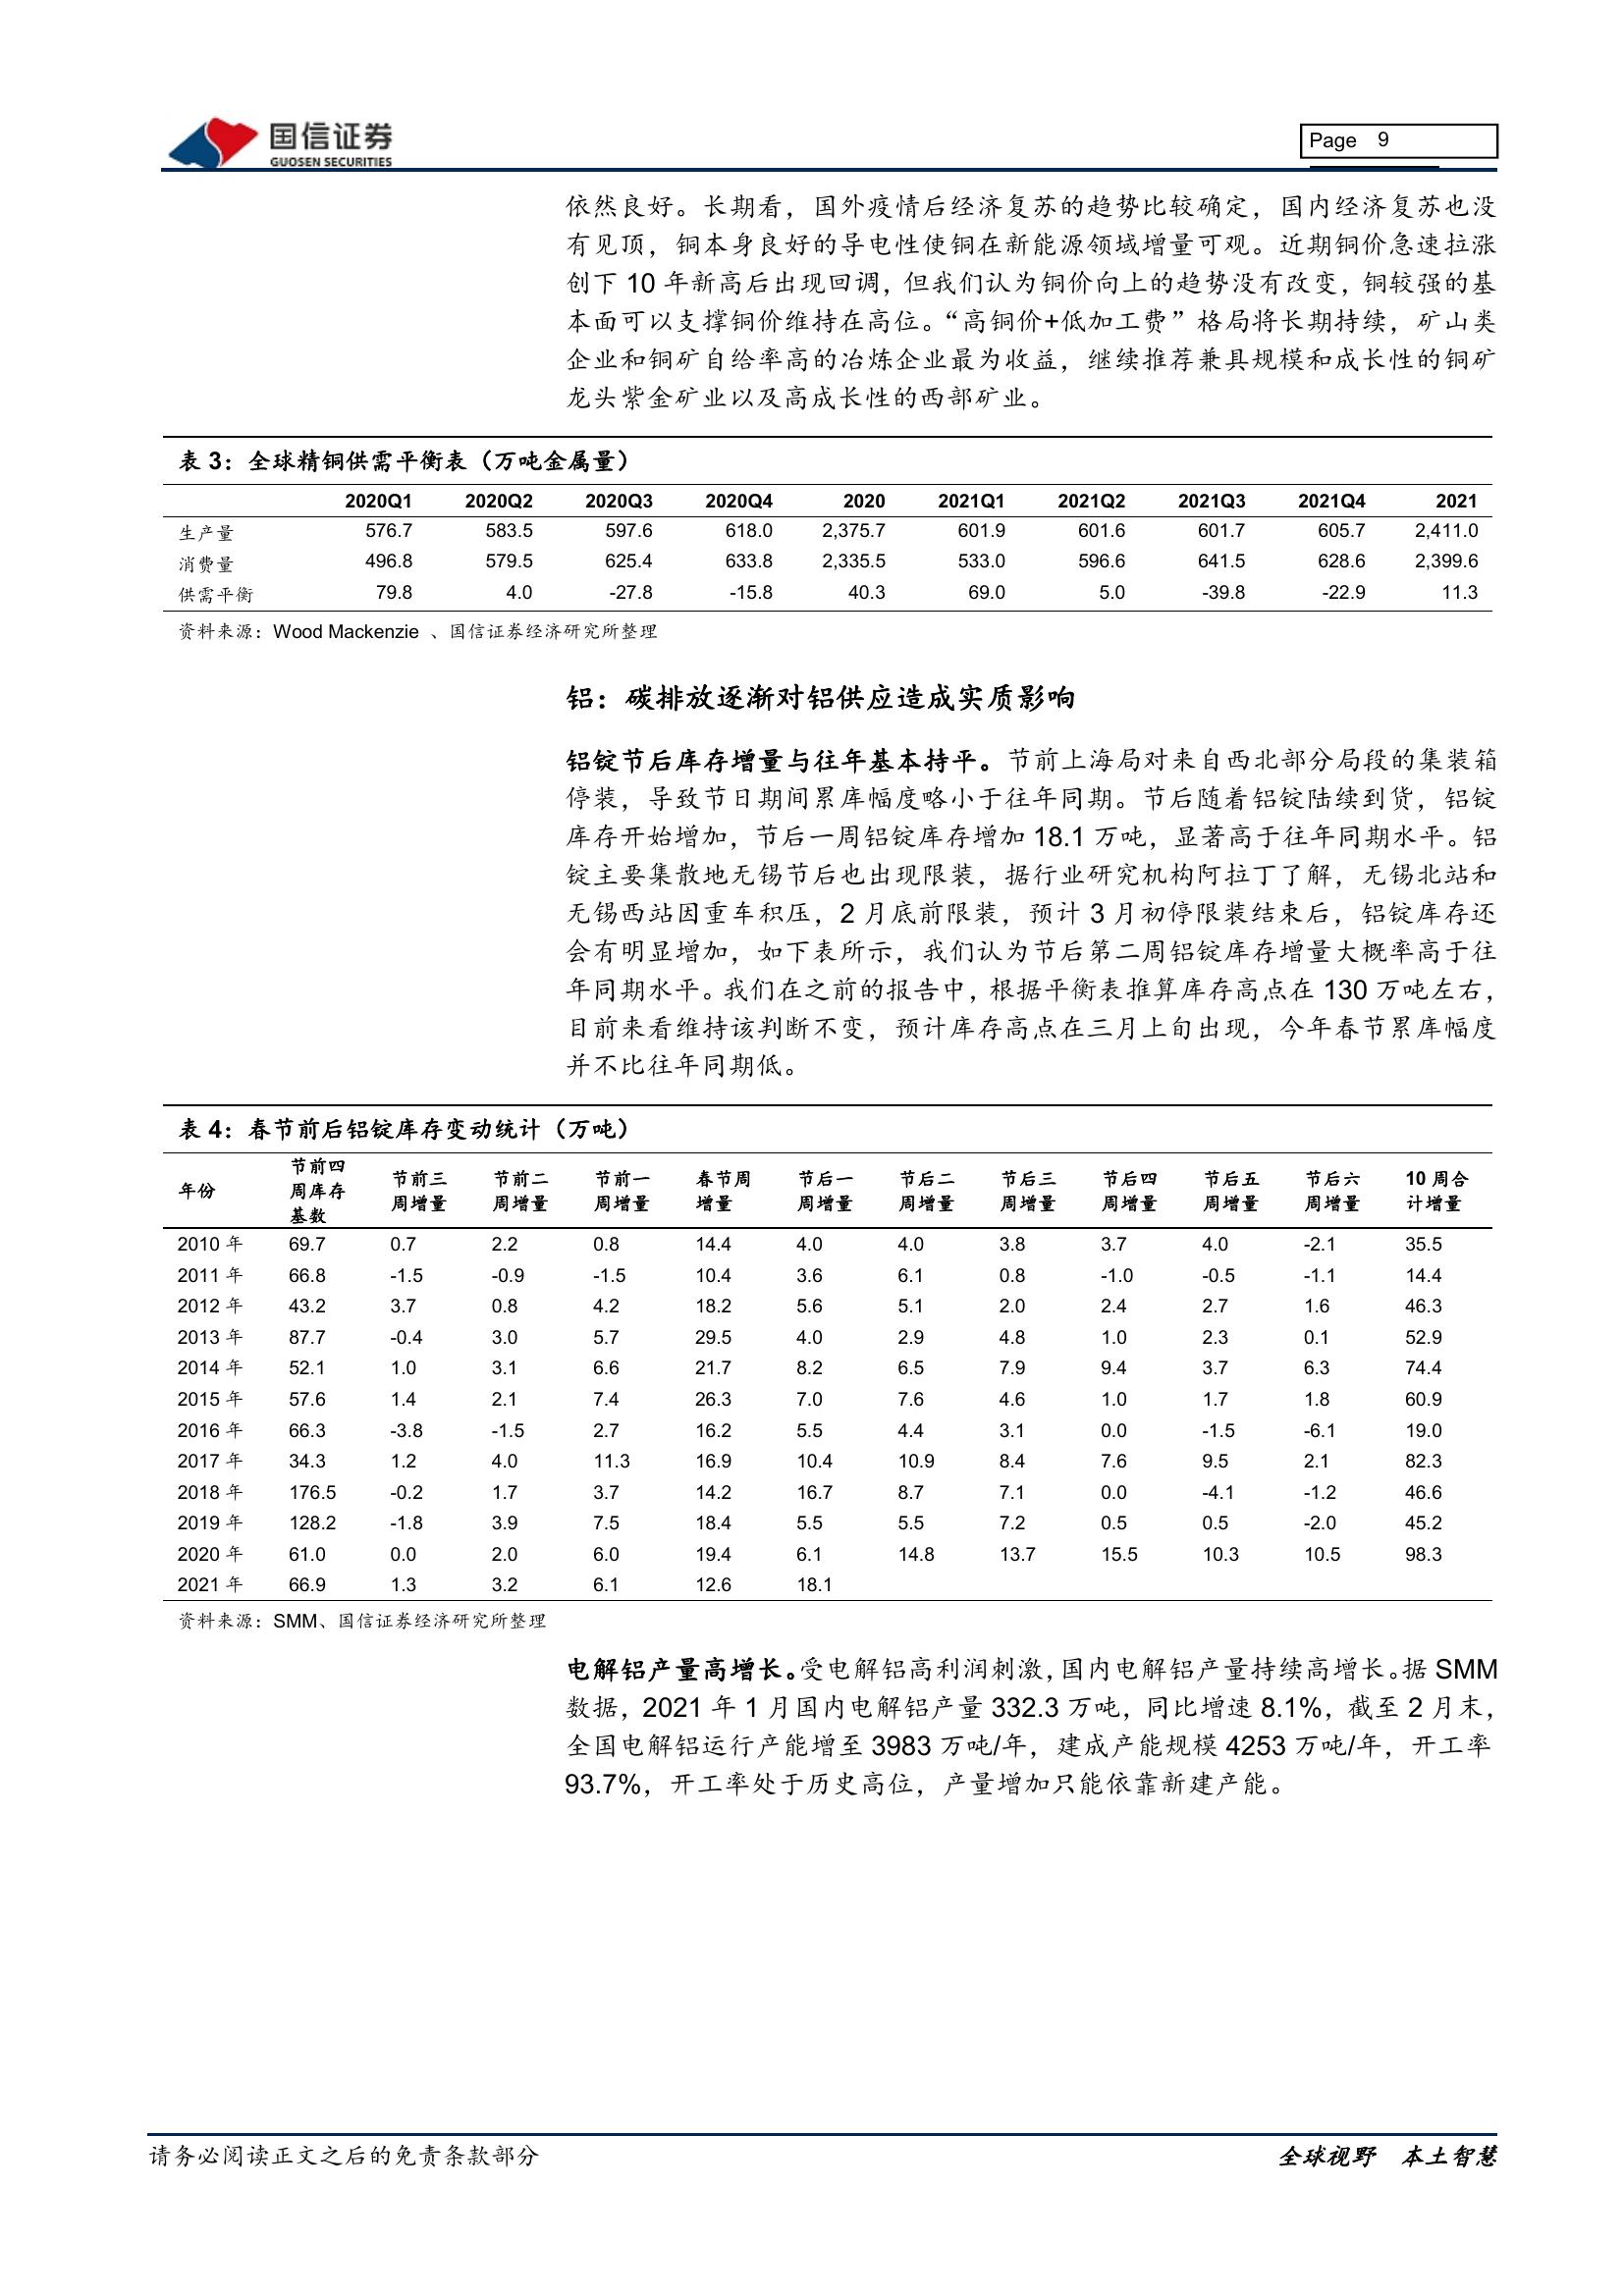 国信证券
GUOSEN SECURITIES
Page 9
依然良好。长期看，国外疫情后经济复苏的趋势比较确定，国内经济复苏也没
有见顶，铜本身良好的导电性使铜在新能源领域增量可观。近期铜价急速拉涨
创下 10 年新高后出现回调，但我们认为铜价向上的趋势没有改变，铜较强的基
本面可以支撑铜价维持在高位。“高铜价+低加工费”格局将长期持续，矿山类
企业和铜矿自给率高的冶炼企业最为收益，继续推荐兼具规模和成长性的铜矿
龙头紫金矿业以及高成长性的西部矿业。
表 3：全球精铜供需平衡表（万吨金属量）
2020Q1 2020Q2 2020Q3 2020Q4 2020 2021Q1 2021Q2 2021Q3 2021Q4 2021
生产量 576.7 583.5 597.6 618.0 2,375.7 601.9 601.6 601.7 605.7 2,411.0
消费量 496.8 579.5 625.4 633.8 2,335.5 533.0 596.6 641.5 628.6 2,399.6
供需平衡 79.8 4.0 -27.8 -15.8 40.3 69.0 5.0 -39.8 -22.9 11.3
资料来源：Wood Mackenzie 、国信证券经济研究所整理
铝：碳排放逐渐对铝供应造成实质影响
铝锭节后库存增量与往年基本持平。节前上海局对来自西北部分局段的集装箱
停装，导致节日期间累库幅度略小于往年同期。节后随着铝锭陆续到货，铝锭
库存开始增加，节后一周铝锭库存增加 18.1 万吨，显著高于往年同期水平。铝
锭主要集散地无锡节后也出现限装，据行业研究机构阿拉丁了解，无锡北站和
无锡西站因重车积压，2 月底前限装，预计 3 月初停限装结束后，铝锭库存还
会有明显增加，如下表所示，我们认为节后第二周铝锭库存增量大概率高于往
年同期水平。我们在之前的报告中，根据平衡表推算库存高点在 130 万吨左右，
目前来看维持该判断不变，预计库存高点在三月上旬出现，今年春节累库幅度
并不比往年同期低。
表 4：春节前后铝锭库存变动统计（万吨）
年份 节前四周库存基数 节前三周增量 节前二周增量 节前一周增量 春节周增量 节后一周增量 节后二周增量 节后三周增量 节后四周增量 节后五周增量 节后六周增量 10 周合计增量
2010 年 69.7 0.7 2.2 0.8 14.4 4.0 4.0 3.8 3.7 4.0 -2.1 35.5
2011 年 66.8 -1.5 -0.9 -1.5 10.4 3.6 6.1 0.8 -1.0 -0.5 -1.1 14.4
2012 年 43.2 3.7 0.8 4.2 18.2 5.6 5.1 2.0 2.4 2.7 1.6 46.3
2013 年 87.7 -0.4 3.0 5.7 29.5 4.0 2.9 4.8 1.0 2.3 0.1 52.9
2014 年 52.1 1.0 3.1 6.6 21.7 8.2 6.5 7.9 9.4 3.7 6.3 74.4
2015 年 57.6 1.4 2.1 7.4 26.3 7.0 7.6 4.6 1.0 1.7 1.8 60.9
2016 年 66.3 -3.8 -1.5 2.7 16.2 5.5 4.4 3.1 0.0 -1.5 -6.1 19.0
2017 年 34.3 1.2 4.0 11.3 16.9 10.4 10.9 8.4 7.6 9.5 2.1 82.3
2018 年 176.5 -0.2 1.7 3.7 14.2 16.7 8.7 7.1 0.0 -4.1 -1.2 46.6
2019 年 128.2 -1.8 3.9 7.5 18.4 5.5 5.5 7.2 0.5 0.5 -2.0 45.2
2020 年 61.0 0.0 2.0 6.0 19.4 6.1 14.8 13.7 15.5 10.3 10.5 98.3
2021 年 66.9 1.3 3.2 6.1 12.6 18.1
资料来源：SMM、国信证券经济研究所整理
电解铝产量高增长。受电解铝高利润刺激，国内电解铝产量持续高增长。据 SMM
数据，2021 年 1 月国内电解铝产量 332.3 万吨，同比增速 8.1%，截至 2 月末，
全国电解铝运行产能增至 3983 万吨/年，建成产能规模 4253 万吨/年，开工率
93.7%，开工率处于历史高位，产量增加只能依靠新建产能。
请务必阅读正文之后的免责条款部分
全球视野 本土智慧